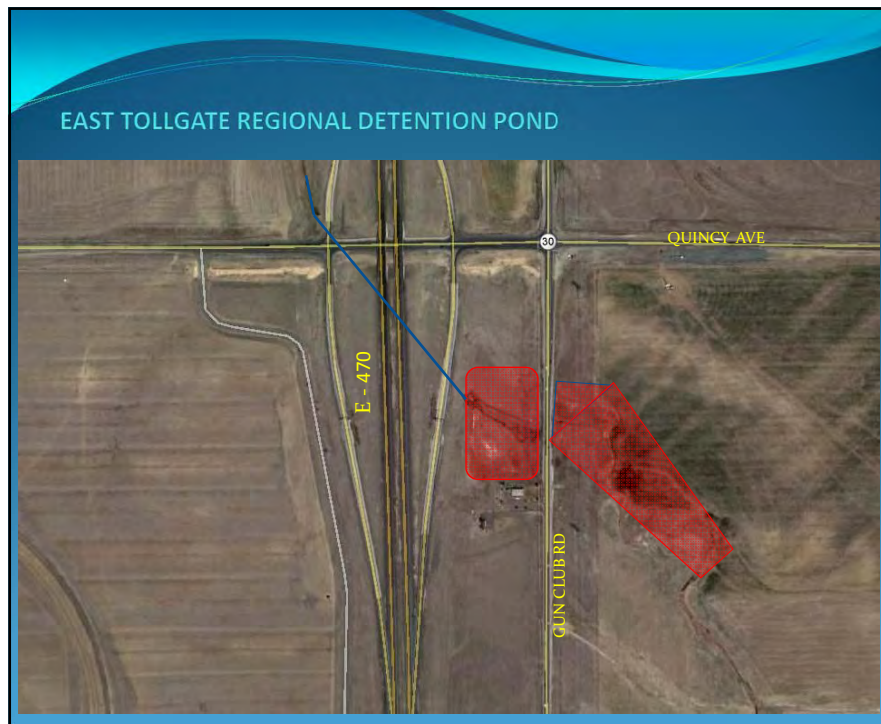 EAST TOLLGATE REGIONAL DETENTION POND
30
QUINCY AVE
E - 470
GUN CLUB RD